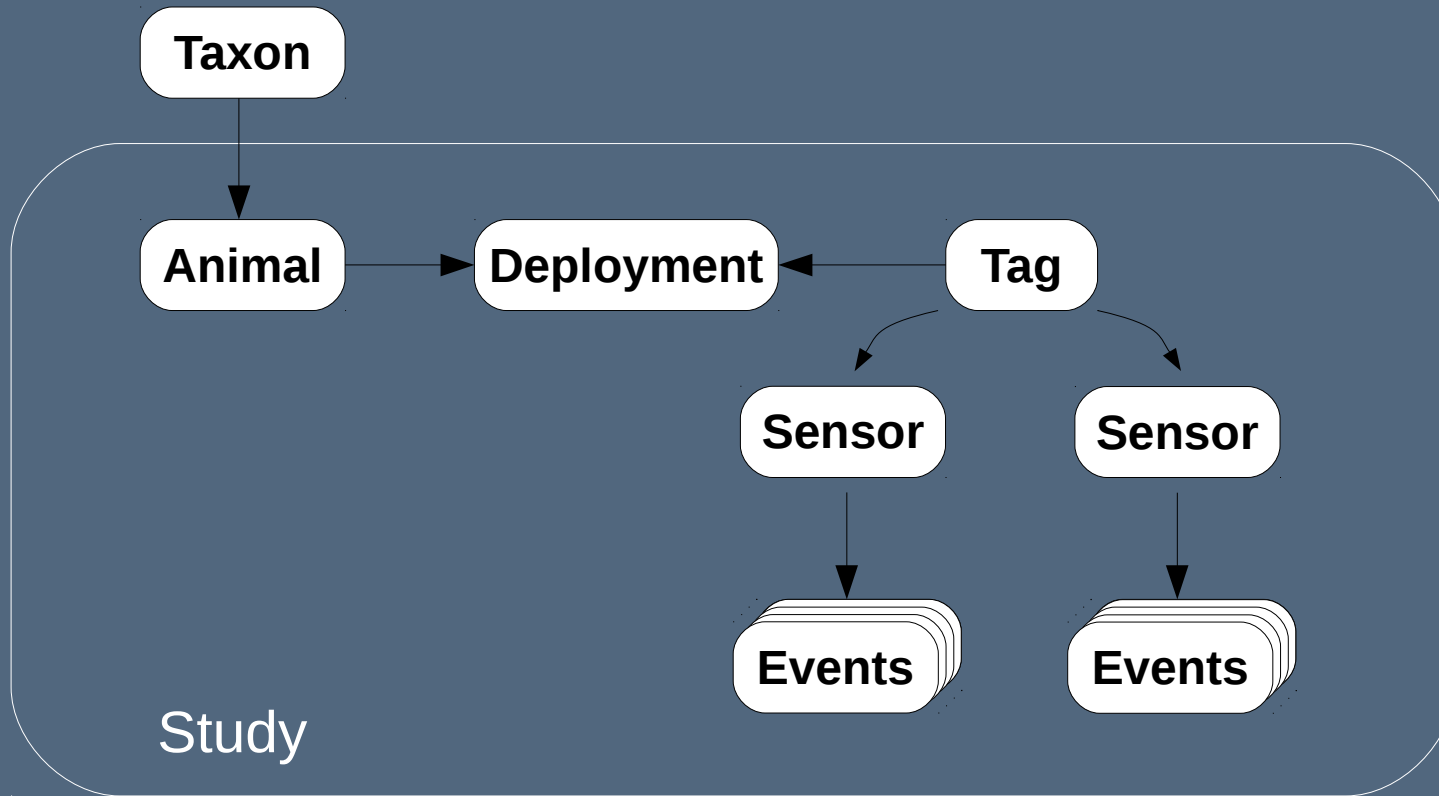 Taxon
Animal
Deployment
Tag
Sensor
Sensor
Events
Events
Study